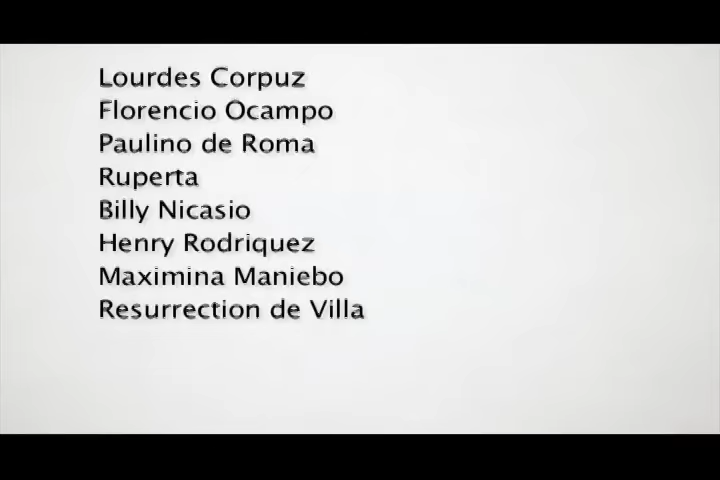 Lourdes Corpuz
Florencio Ocampo
Paulino de Roma
Ruperta
Billy Nicasio
Henry Rodriquez
Maximina Maniebo
Resurrection de Villa